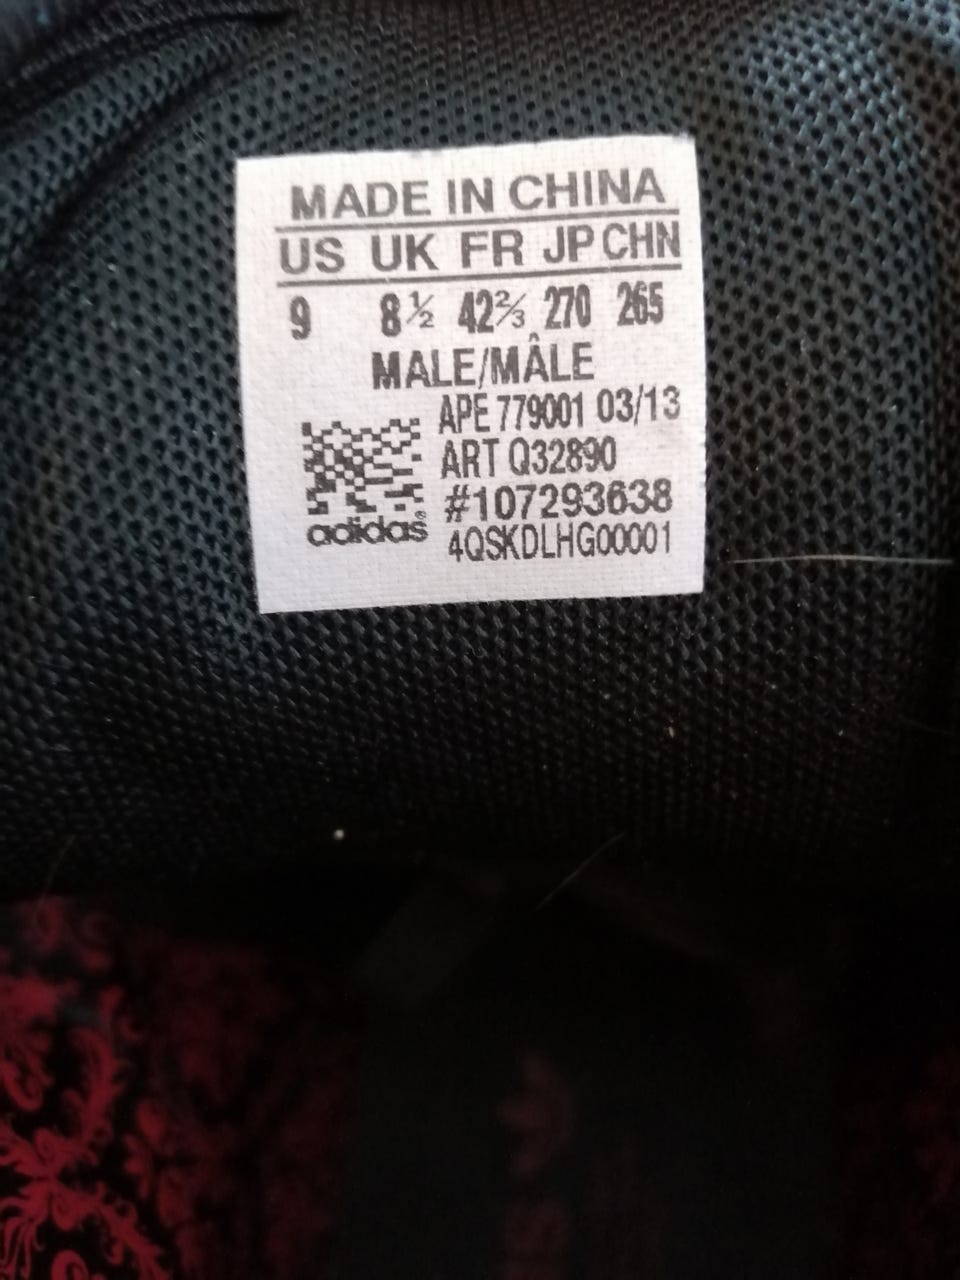 MADE IN CHINA
US UK FR JP CHN
9 8½ 42⅔ 270 265
MALE/MÂLE
APE 779001 03/13
ART Q32890
#107293638
adidas®
4QSKDLHG00001